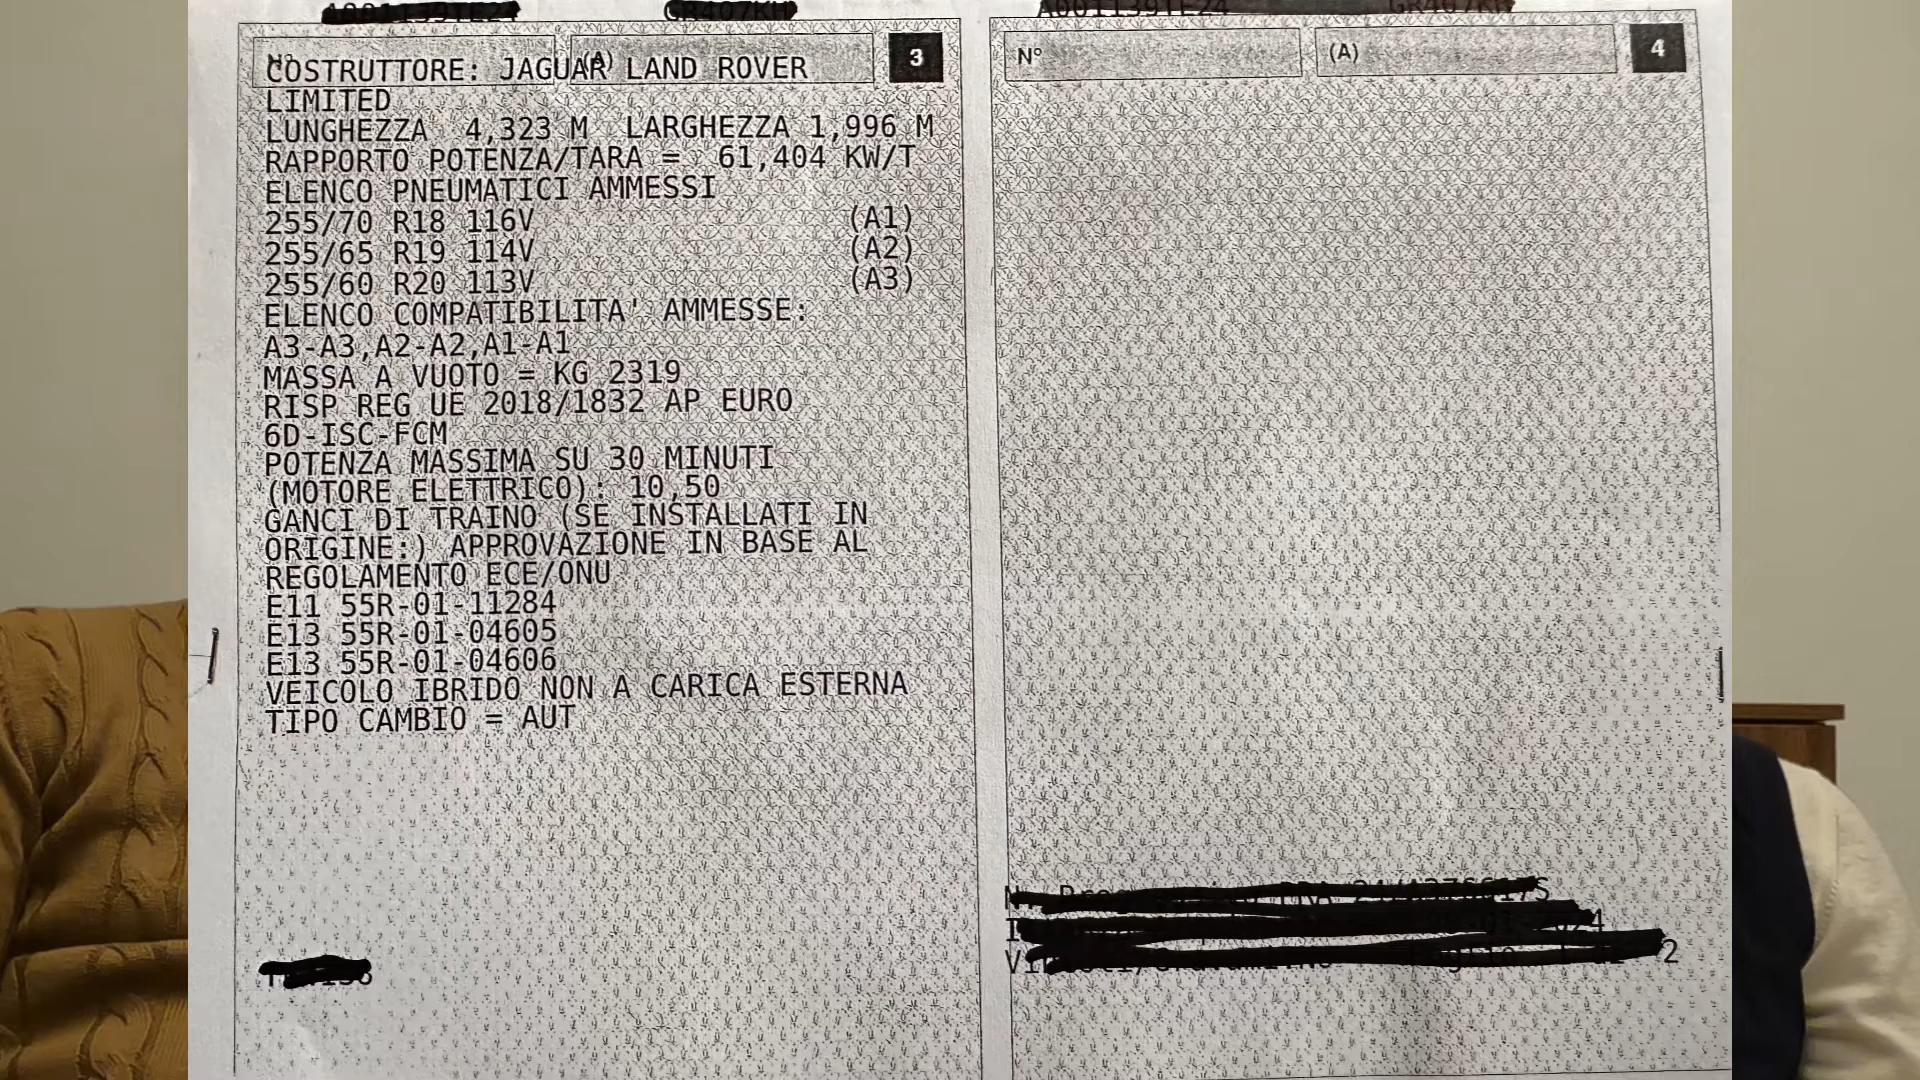 N° (A) 3
COSTRUTTORE: JAGUAR LAND ROVER
LIMITED
LUNGHEZZA 4,323 M LARGHEZZA 1,996 M
RAPPORTO POTENZA/TARA = 61,404 KW/T
ELENCO PNEUMATICI AMMESSI
255/70 R18 116V (A1)
255/65 R19 114V (A2)
255/60 R20 113V (A3)
ELENCO COMPATIBILITA' AMMESSE:
A3-A3,A2-A2,A1-A1
MASSA A VUOTO = KG 2319
RISP REG UE 2018/1832 AP EURO
6D-ISC-FCM
POTENZA MASSIMA SU 30 MINUTI
(MOTORE ELETTRICO): 10,50
GANCI DI TRAINO (SE INSTALLATI IN
ORIGINE:) APPROVAZIONE IN BASE AL
REGOLAMENTO ECE/ONU
E11 55R-01-11284
E13 55R-01-04605
E13 55R-01-04606
VEICOLO IBRIDO NON A CARICA ESTERNA
TIPO CAMBIO = AUT
N° (A) 4